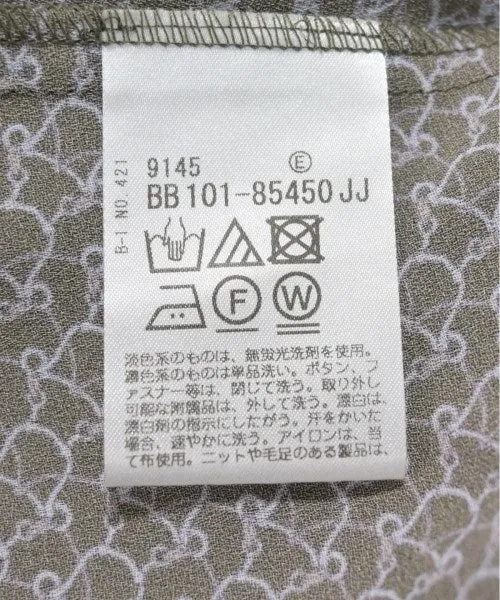 B-1 NO. 421
9145 E
BB101-85450JJ
F W
淡色系のものは、無蛍光洗剤を使用。
濃色系のものは単品洗い。ボタン、フ
ァスナー等は、閉じて洗う。取り外し
可能な附属品は、外して洗う。漂白は、
漂白剤の指示にしたがう。汗をかいた
場合、速やかに洗う。アイロンは、当
て布使用。ニットや毛足のある製品は、